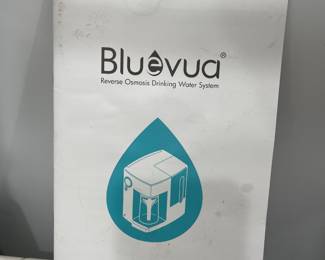 Bluevua®
Reverse Osmosis Drinking Water System